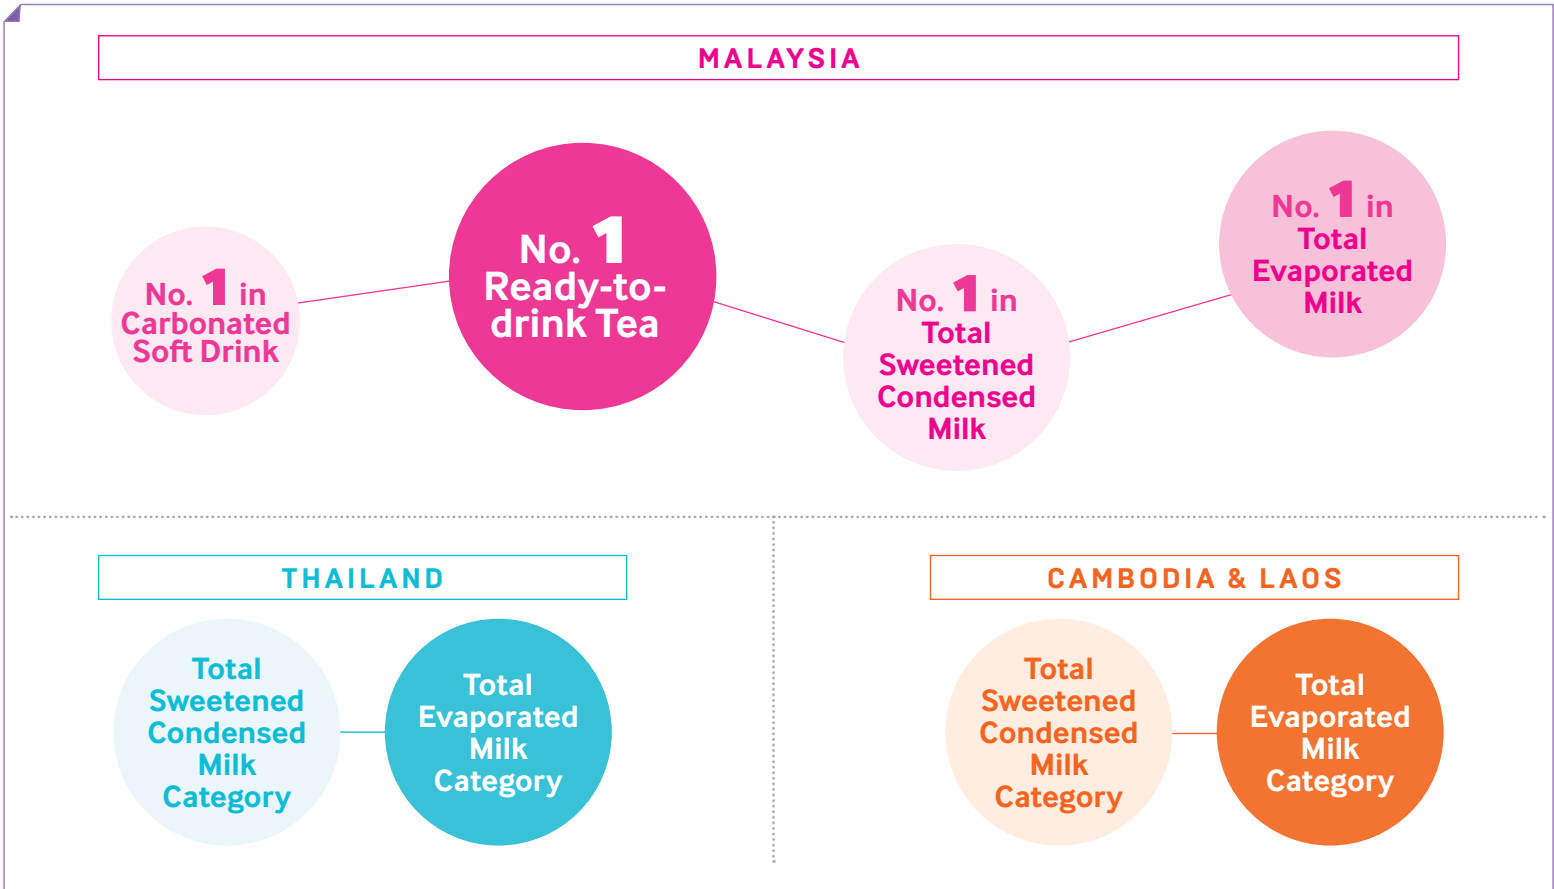 MALAYSIA
No. 1 in
Carbonated
Soft Drink
No. 1
Ready-to-
drink Tea
No. 1 in
Total
Sweetened
Condensed
Milk
No. 1 in
Total
Evaporated
Milk
THAILAND
Total
Sweetened
Condensed
Milk
Category
Total
Evaporated
Milk
Category
CAMBODIA & LAOS
Total
Sweetened
Condensed
Milk
Category
Total
Evaporated
Milk
Category